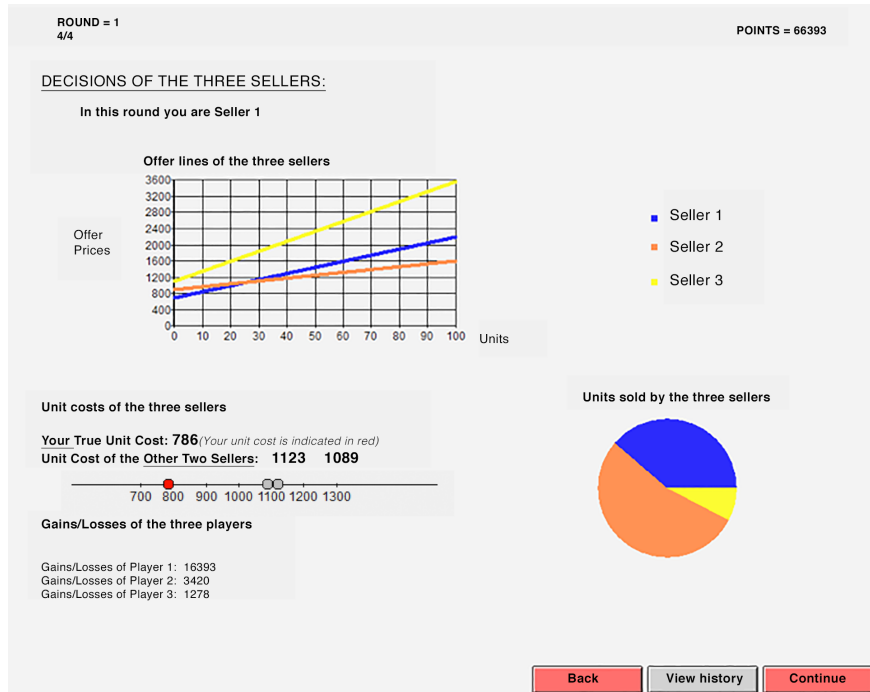 ROUND = 1
4/4
POINTS = 66393
DECISIONS OF THE THREE SELLERS:
In this round you are Seller 1
Offer lines of the three sellers
3600
3200
2800
2400
2000
1600
1200
800
400
0
Offer
Prices
0 10 20 30 40 50 60 70 80 90 100
Units
Seller 1
Seller 2
Seller 3
Unit costs of the three sellers
Your True Unit Cost: 786(Your unit cost is indicated in red)
Unit Cost of the Other Two Sellers: 1123 1089
700 800 900 1000 1100 1200 1300
Gains/Losses of the three players
Gains/Losses of Player 1: 16393
Gains/Losses of Player 2: 3420
Gains/Losses of Player 3: 1278
Units sold by the three sellers
Back
View history
Continue